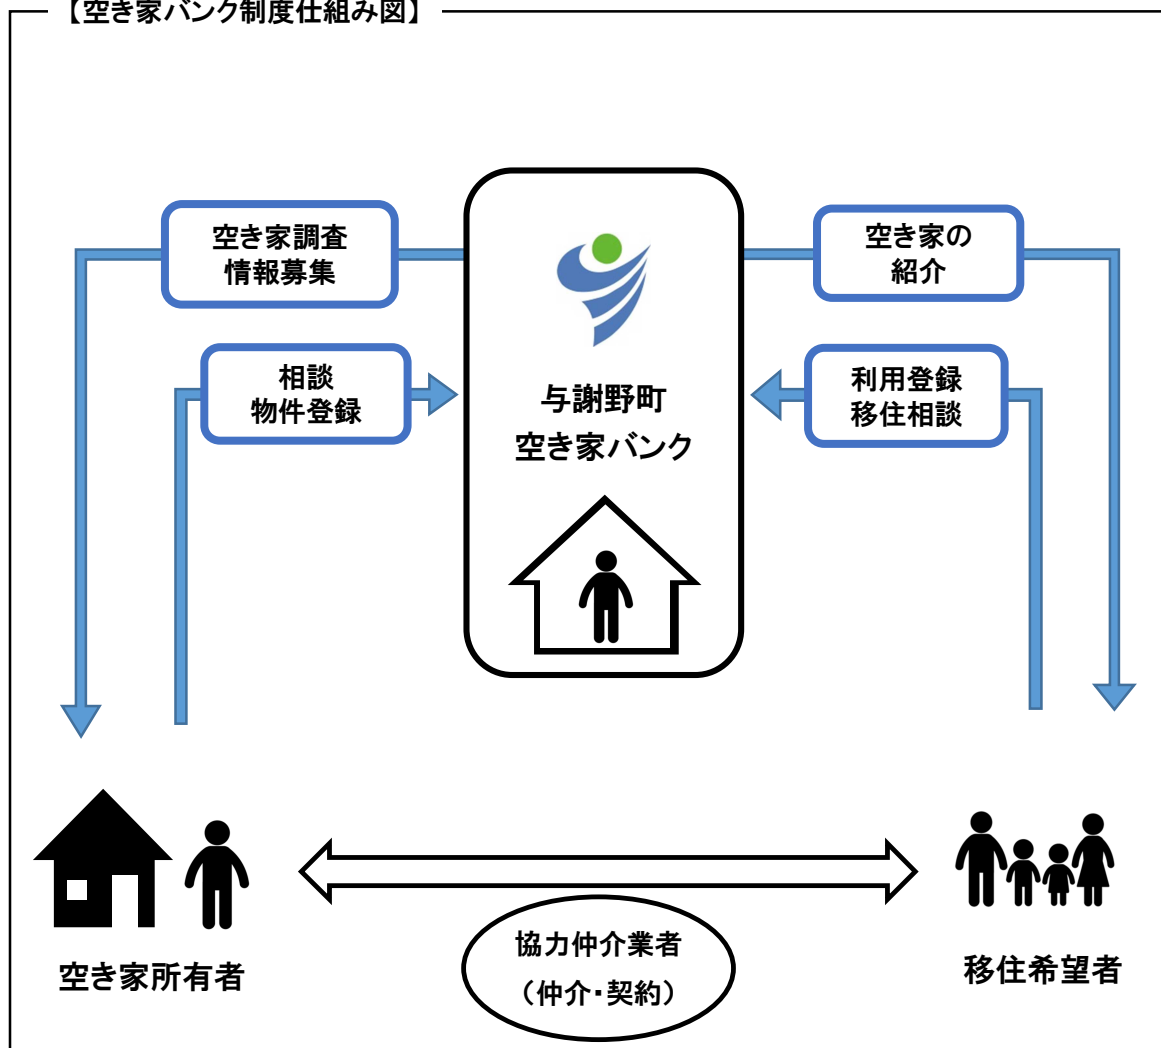 【空き家バンク制度仕組み図】
空き家調査
情報募集
空き家の
紹介
相談
物件登録
利用登録
移住相談
与謝野町
空き家バンク
空き家所有者
協力仲介業者
（仲介・契約）
移住希望者